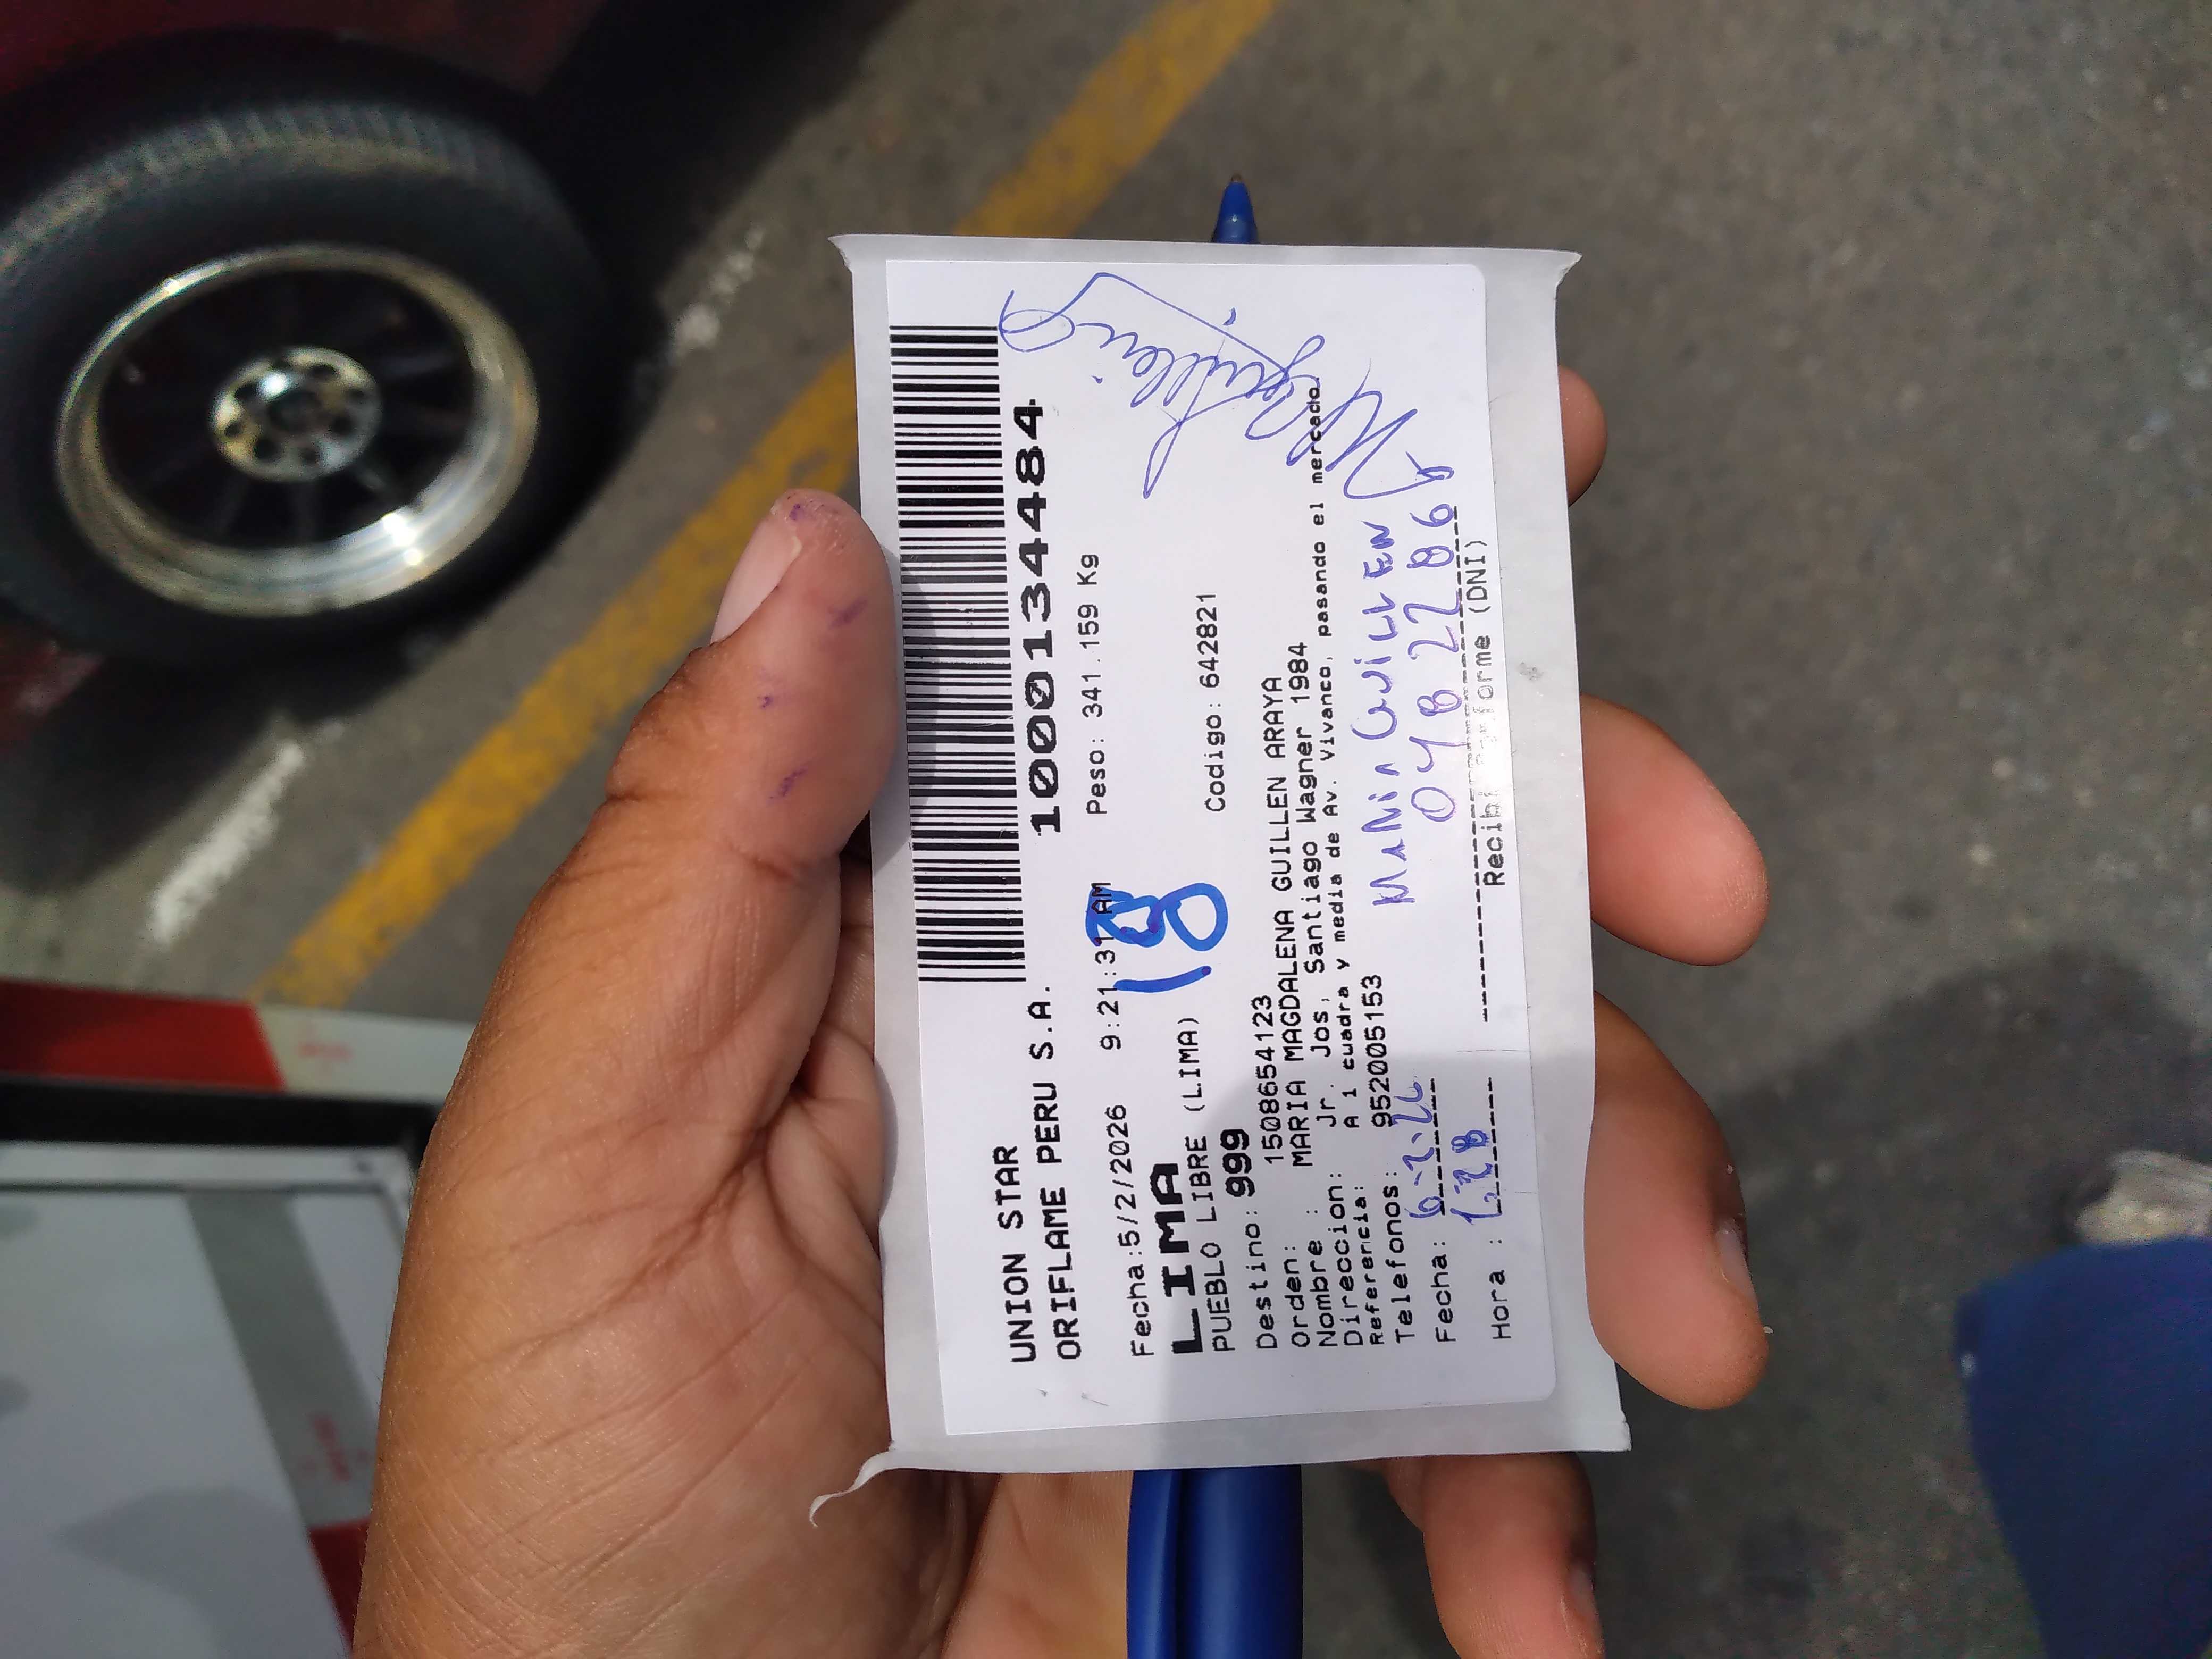 UNION STAR
ORIFLAME PERU S.A.
10001344484
Fecha:5/2/2026 9:21:31 AM Peso: 341.159 Kg
LIMA
18
PUEBLO LIBRE (LIMA)
Destino: 999 Codigo: 642821
Orden: 1508654123
Nombre : MARIA MAGDALENA GUILLEN ARAYA
Direccion: Jr. Jos, Santiago Wagner 1984
Referencia: A 1 cuadra y media de Av. Vivanco, pasando el mercado.
Telefonos: 952005153
MARIA GUILLEN
Fecha: 6-2-26
Hora :
Recibi conforme (DNI)